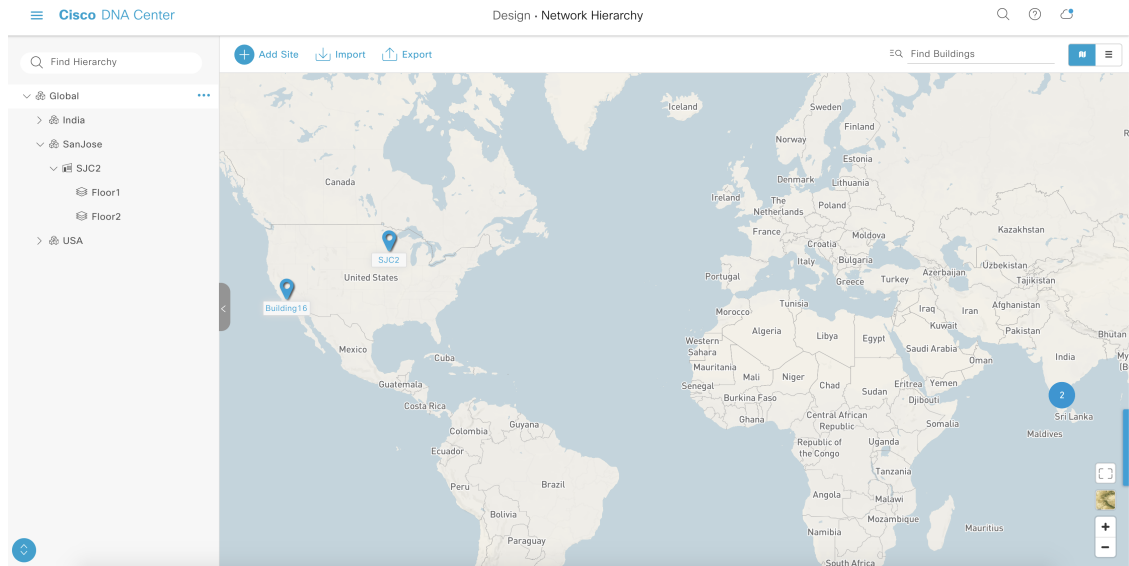 Cisco DNA Center
Design · Network Hierarchy
Find Hierarchy
Add Site
Import
Export
Find Buildings
Global
India
SanJose
SJC2
Floor1
Floor2
USA
Iceland
Sweden
Finland
Norway
Estonia
Canada
Denmark
Lithuania
Ireland
The
Netherlands
Poland
France
Moldova
Kazakhstan
Croatia
SJC2
Italy
Bulgaria
Uzbekistan
United States
Portugal
Greece
Turkey
Azerbaijan
Tajikistan
Building16
Tunisia
Morocco
Iraq
Iran
Afghanistan
Algeria
Libya
Egypt
Kuwait
Pakistan
Bhutan
Western
Sahara
Mexico
Cuba
Saudi Arabia
Oman
India
My
[B
Mauritania
Mali
Niger
Chad
Guatemala
Senegal
Sudan
Eritrea
Yemen
Burkina Faso
Djibouti
2
Costa Rica
Ghana
Central African
Republic
Somalia
Sri Lanka
Guyana
Colombia
Maldives
Republic of
the Congo
Uganda
Ecuador
Tanzania
Peru
Brazil
Angola
Malawi
Bolivia
Mozambique
Mauritius
Namibia
Paraguay
South Africa
R